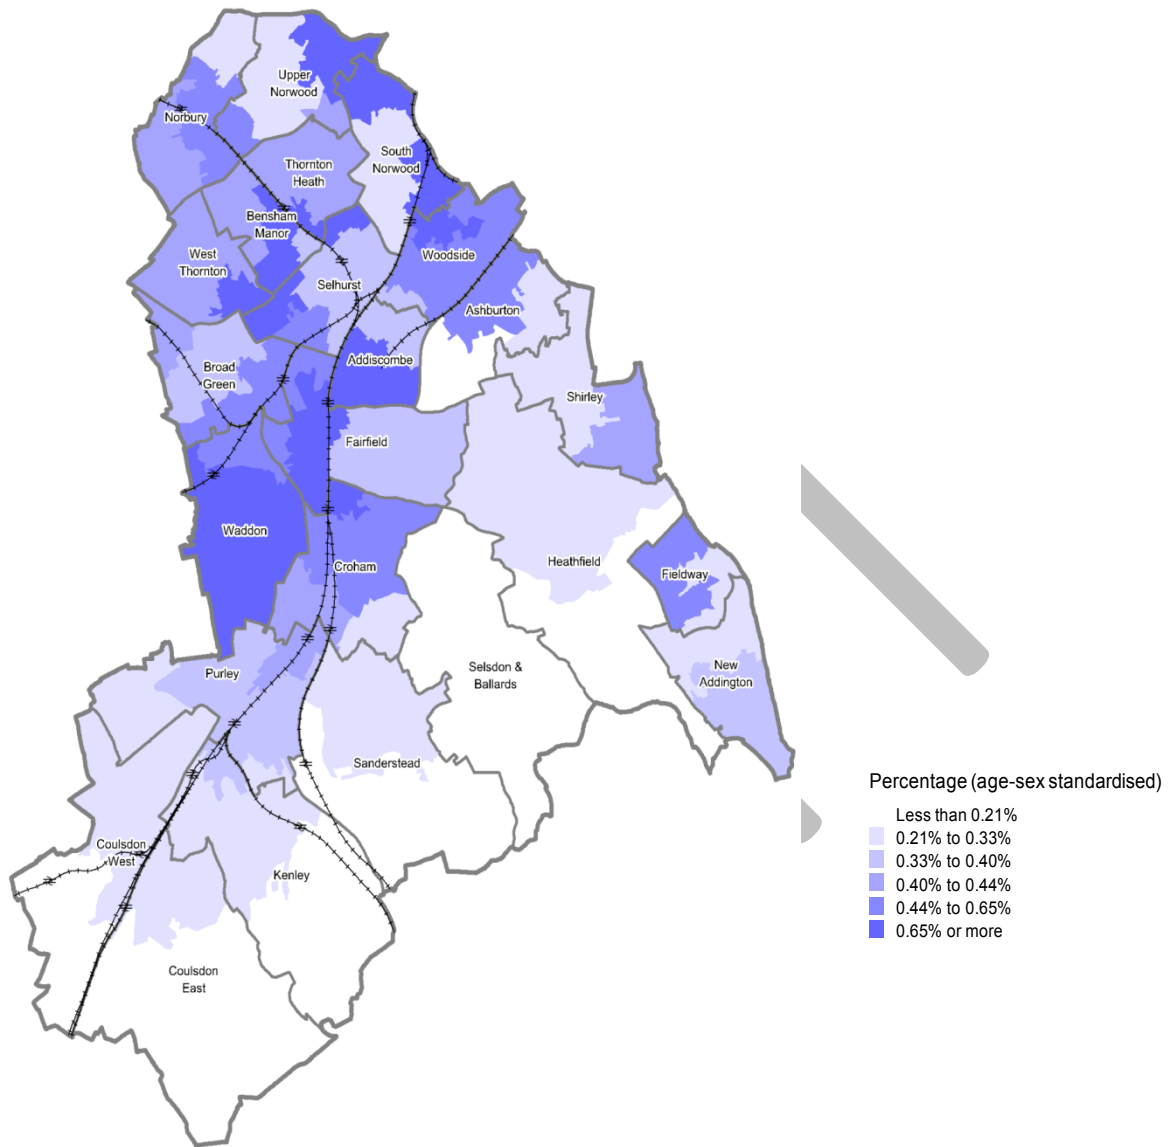 Upper
Norwood
Norbury
South
Norwood
Thornton
Heath
Bensham
Manor
West
Thornton
Woodside
Selhurst
Ashburton
Addiscombe
Broad
Green
Shirley
Fairfield
Waddon
Heathfield
Croham
Fieldway
Purley
Selsdon &
Ballards
New
Addington
Sanderstead
Coulsdon
West
Kenley
Coulsdon
East
Percentage (age-sex standardised)
Less than 0.21%
0.21% to 0.33%
0.33% to 0.40%
0.40% to 0.44%
0.44% to 0.65%
0.65% or more